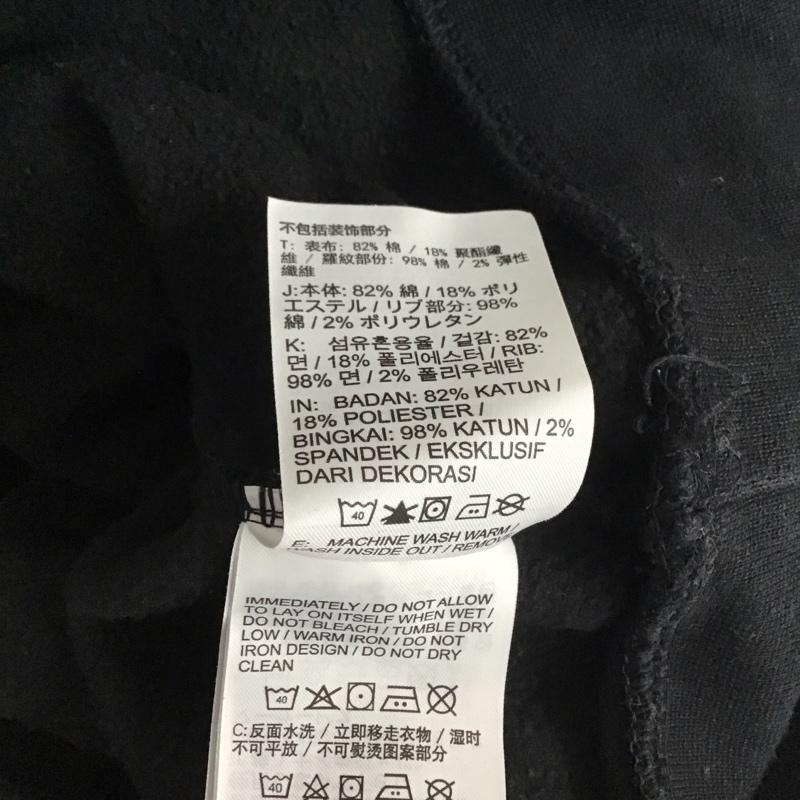 不包括装饰部分
T: 表布: 82% 棉 / 18% 聚酯纖
維 / 羅紋部份: 98% 棉 / 2% 彈性
纖維
J:本体: 82% 綿 / 18% ポリ
エステル / リブ部分: 98%
綿 / 2% ポリウレタン
K: 섬유혼용율 / 겉감: 82%
면 / 18% 폴리에스터 / RIB:
98% 면 / 2% 폴리우레탄
IN: BADAN: 82% KATUN /
18% POLIESTER /
BINGKAI: 98% KATUN / 2%
SPANDEK / EKSKLUSIF
DARI DEKORASI
40
E: MACHINE WASH WARM /
WASH INSIDE OUT / REMOVE
IMMEDIATELY / DO NOT ALLOW
TO LAY ON ITSELF WHEN WET /
DO NOT BLEACH / TUMBLE DRY
LOW / WARM IRON / DO NOT
IRON DESIGN / DO NOT DRY
CLEAN
40
C:反面水洗 / 立即移走衣物 / 湿时
不可平放 / 不可熨烫图案部分
40